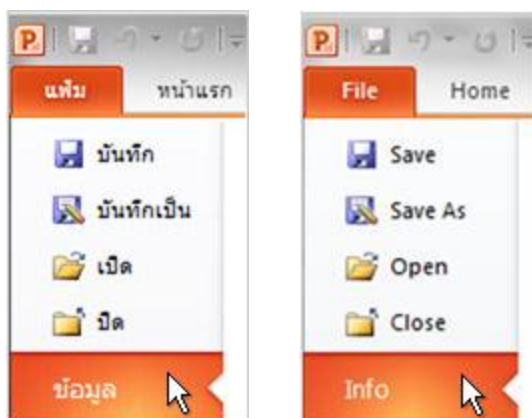 แฟ้ม หน้าแรก
บันทึก
บันทึกเป็น
เปิด
ปิด
ข้อมูล
File Home
Save
Save As
Open
Close
Info